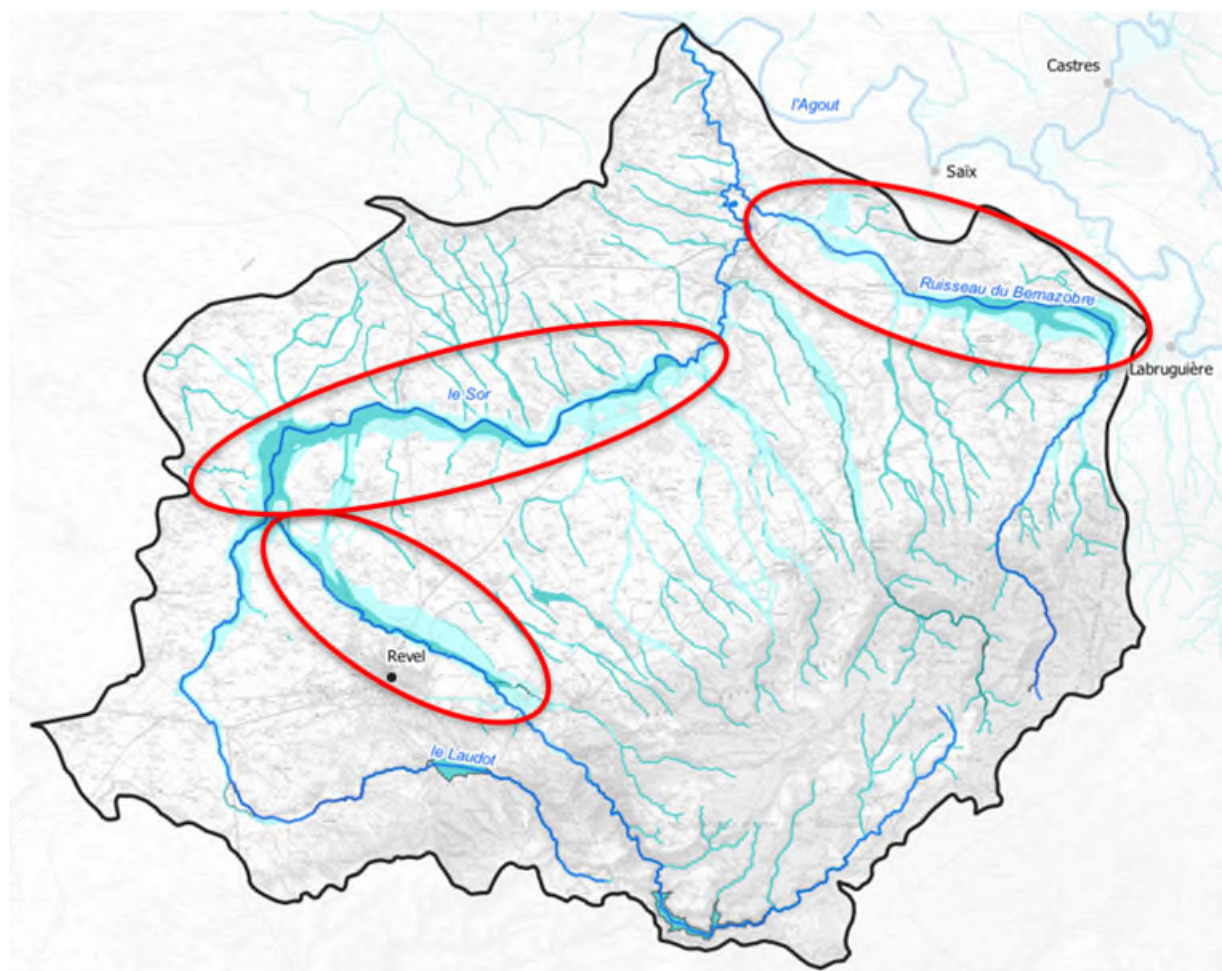 Castres
l'Agout
Saïx
Ruisseau du Bernazobre
Labruguière
le Sor
Revel
le Laudot